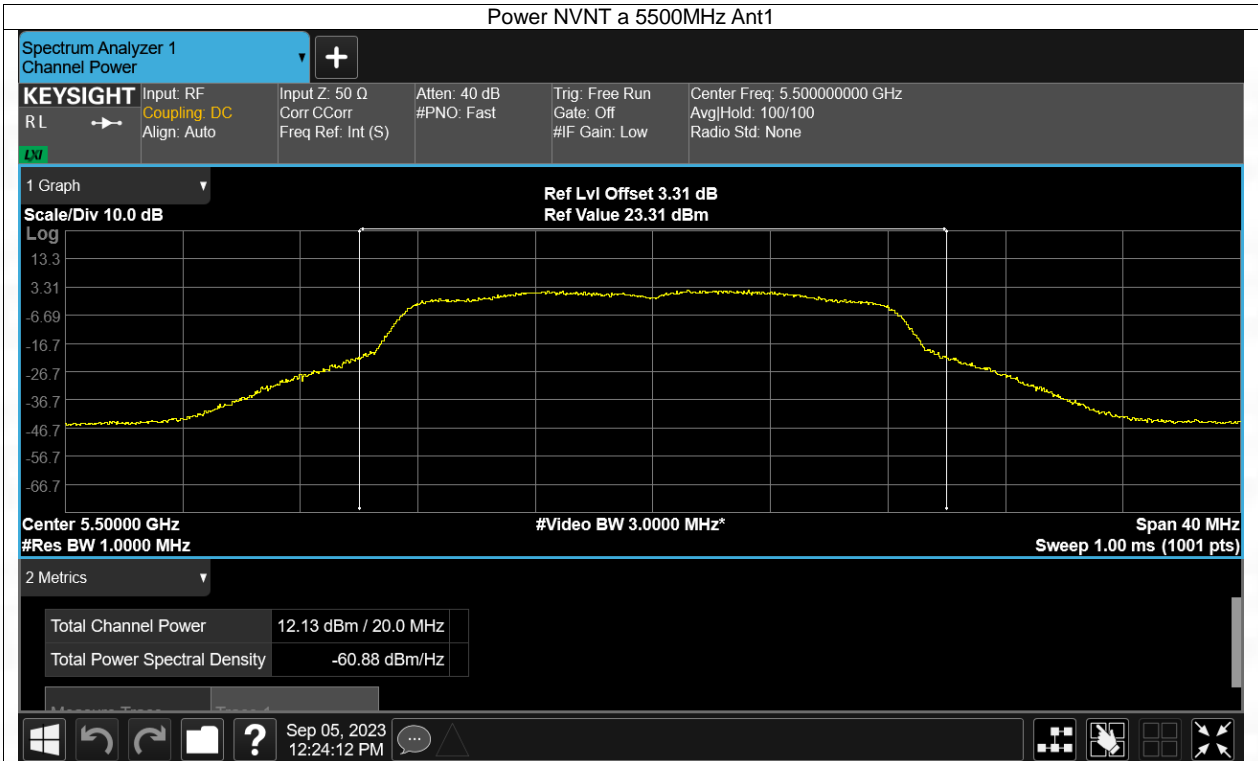 Power NVNT a 5500MHz Ant1
Spectrum Analyzer 1
Channel Power
KEYSIGHT
R L
LXI
Input: RF
Coupling: DC
Align: Auto
Input Z: 50 Ω
Corr CCorr
Freq Ref: Int (S)
Atten: 40 dB
#PNO: Fast
Trig: Free Run
Gate: Off
#IF Gain: Low
Center Freq: 5.500000000 GHz
Avg|Hold: 100/100
Radio Std: None
1 Graph
Scale/Div 10.0 dB
Ref Lvl Offset 3.31 dB
Ref Value 23.31 dBm
Log
13.3
3.31
-6.69
-16.7
-26.7
-36.7
-46.7
-56.7
-66.7
Center 5.50000 GHz
#Res BW 1.0000 MHz
#Video BW 3.0000 MHz*
Span 40 MHz
Sweep 1.00 ms (1001 pts)
2 Metrics
Total Channel Power 12.13 dBm / 20.0 MHz
Total Power Spectral Density -60.88 dBm/Hz
Sep 05, 2023
12:24:12 PM